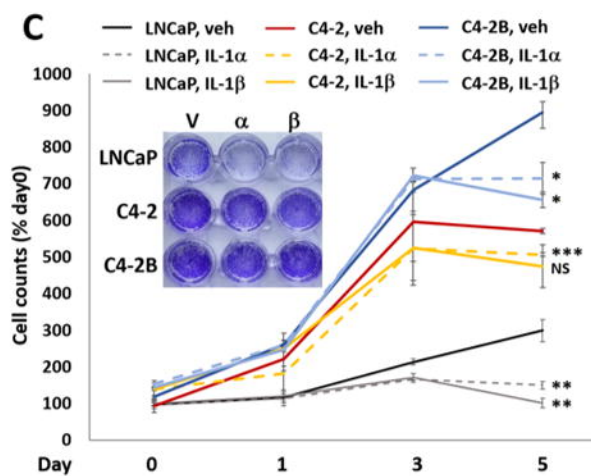 C
LNCaP, veh C4-2, veh C4-2B, veh
LNCaP, IL-1α C4-2, IL-1α C4-2B, IL-1α
LNCaP, IL-1β C4-2, IL-1β C4-2B, IL-1β
1000
900
800
700
600
500
400
300
200
100
0
Cell counts (% day0)
V α β
LNCaP
C4-2
C4-2B
*
*
***
NS
**
**
Day 0 1 3 5